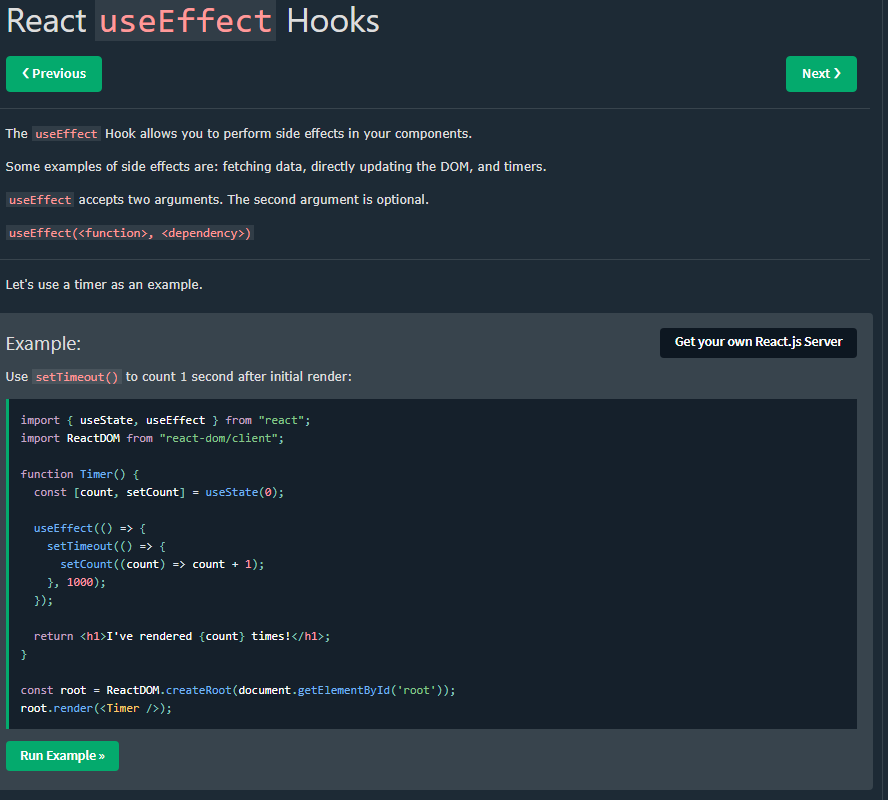 React useEffect Hooks
❮ Previous
Next ❯
The useEffect Hook allows you to perform side effects in your components.
Some examples of side effects are: fetching data, directly updating the DOM, and timers.
useEffect accepts two arguments. The second argument is optional.
useEffect(<function>, <dependency>)
Let's use a timer as an example.
Example:
Get your own React.js Server
Use setTimeout() to count 1 second after initial render:
import { useState, useEffect } from "react";
import ReactDOM from "react-dom/client";
function Timer() {
  const [count, setCount] = useState(0);
  useEffect(() => {
    setTimeout(() => {
      setCount((count) => count + 1);
    }, 1000);
  });
  return <h1>I've rendered {count} times!</h1>;
}
const root = ReactDOM.createRoot(document.getElementById('root'));
root.render(<Timer />);
Run Example »